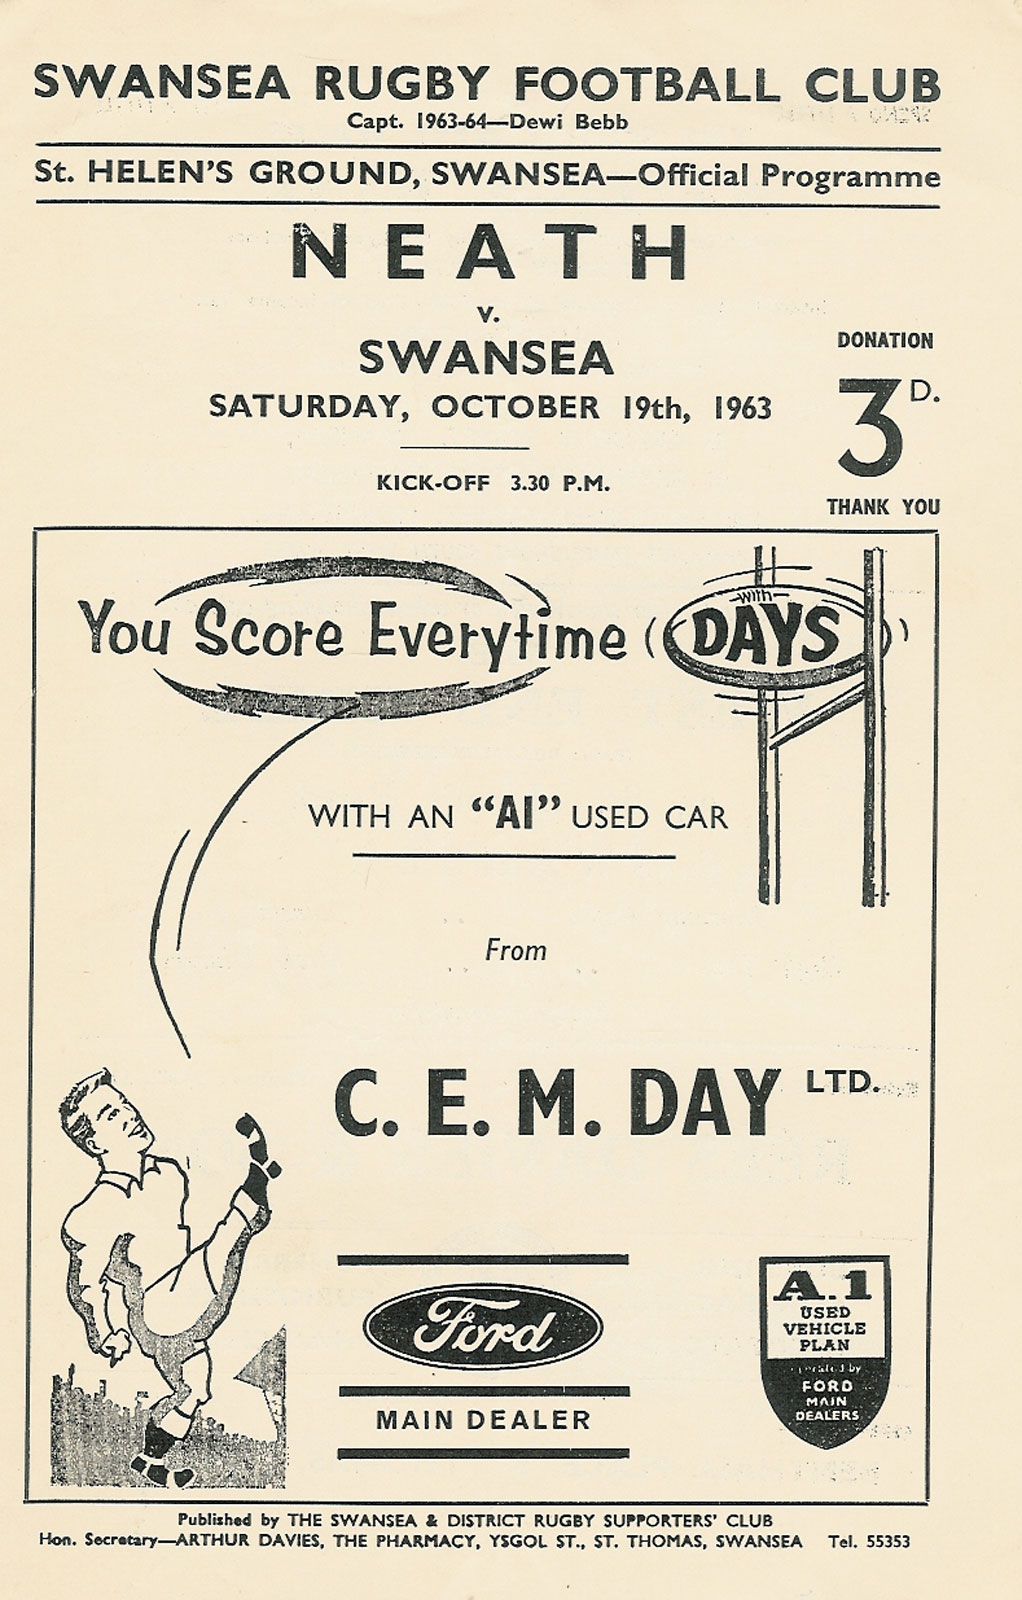 SWANSEA RUGBY FOOTBALL CLUB
Capt. 1963-64—Dewi Bebb
St. HELEN'S GROUND, SWANSEA—Official Programme
NEATH
v.
SWANSEA
SATURDAY, OCTOBER 19th, 1963
KICK-OFF 3.30 P.M.
DONATION
3D.
THANK YOU
You Score Everytime
with
DAYS
WITH AN "A1" USED CAR
From
C. E. M. DAY LTD.
Ford
MAIN DEALER
A.1
USED
VEHICLE
PLAN
by
FORD
MAIN
DEALERS
Published by THE SWANSEA & DISTRICT RUGBY SUPPORTERS' CLUB
Hon. Secretary—ARTHUR DAVIES, THE PHARMACY, YSGOL ST., ST. THOMAS, SWANSEA Tel. 55353